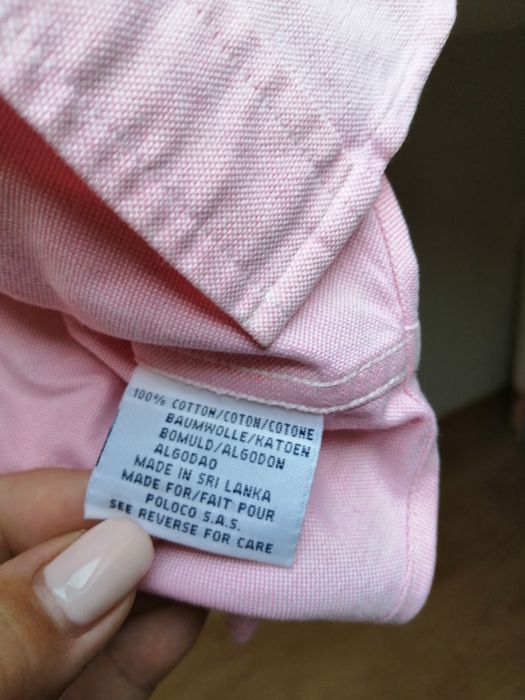 100% COTTON/COTON/COTONE
BAUMWOLLE/KATOEN
BOMULD/ALGODON
ALGODAO
MADE IN SRI LANKA
MADE FOR/FAIT POUR
POLOCO S.A.S.
SEE REVERSE FOR CARE